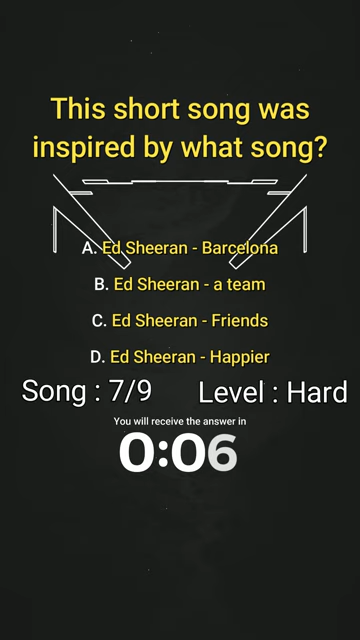 This short song was
inspired by what song?
A. Ed Sheeran - Barcelona
B. Ed Sheeran - a team
C. Ed Sheeran - Friends
D. Ed Sheeran - Happier
Song : 7/9 Level : Hard
You will receive the answer in
0:06